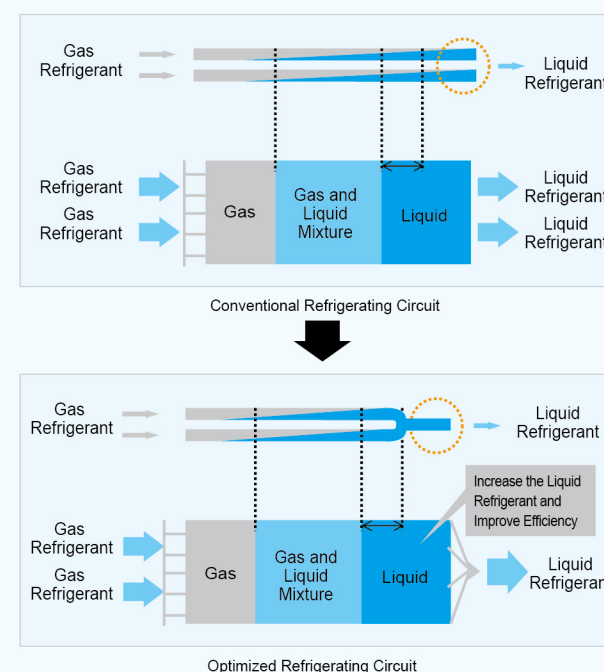 Gas
Refrigerant
Liquid
Refrigerant
Gas
Refrigerant
Gas
Refrigerant
Gas
Gas and
Liquid
Mixture
Liquid
Liquid
Refrigerant
Liquid
Refrigerant
Conventional Refrigerating Circuit
Gas
Refrigerant
Liquid
Refrigerant
Increase the Liquid
Refrigerant and
Improve Efficiency
Gas
Refrigerant
Gas
Refrigerant
Gas
Gas and
Liquid
Mixture
Liquid
Liquid
Refrigerant
Optimized Refrigerating Circuit